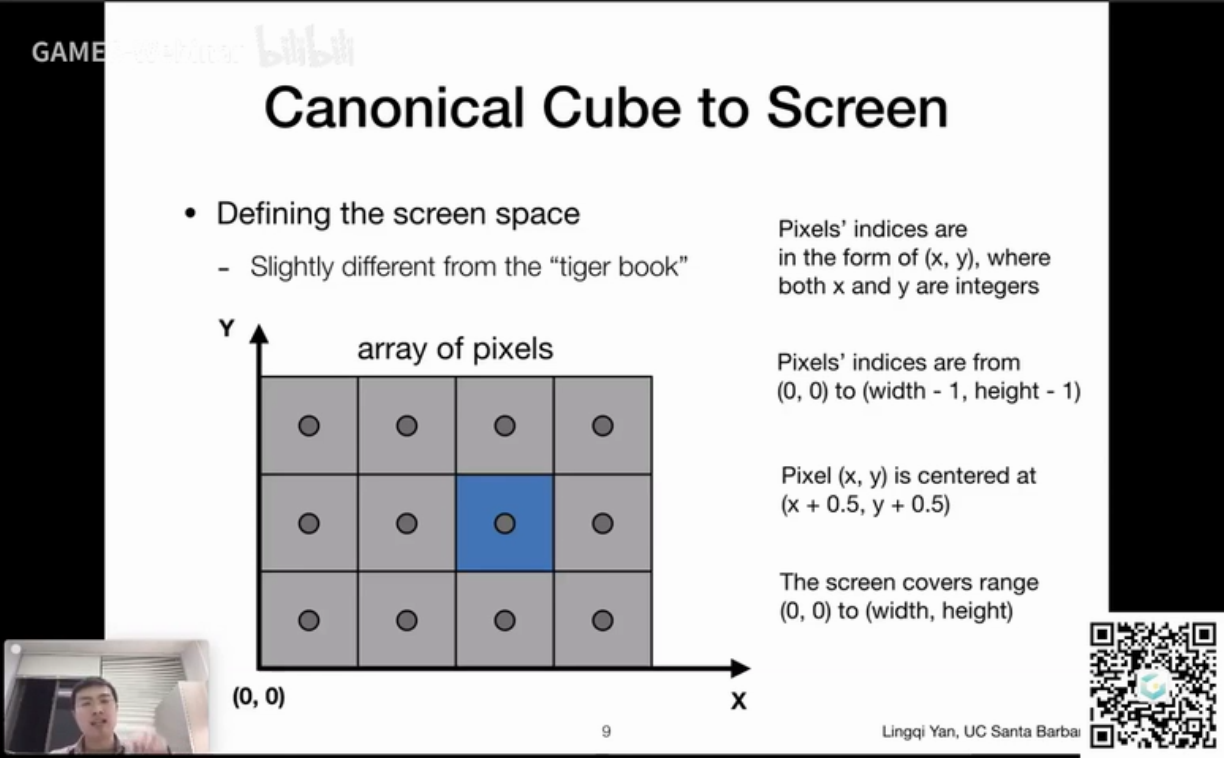 GAME
bilibili
Canonical Cube to Screen
• Defining the screen space
- Slightly different from the “tiger book”
Y
array of pixels
(0, 0)
X
Pixels’ indices are
in the form of (x, y), where
both x and y are integers
Pixels’ indices are from
(0, 0) to (width - 1, height - 1)
Pixel (x, y) is centered at
(x + 0.5, y + 0.5)
The screen covers range
(0, 0) to (width, height)
9
Lingqi Yan, UC Santa Barba